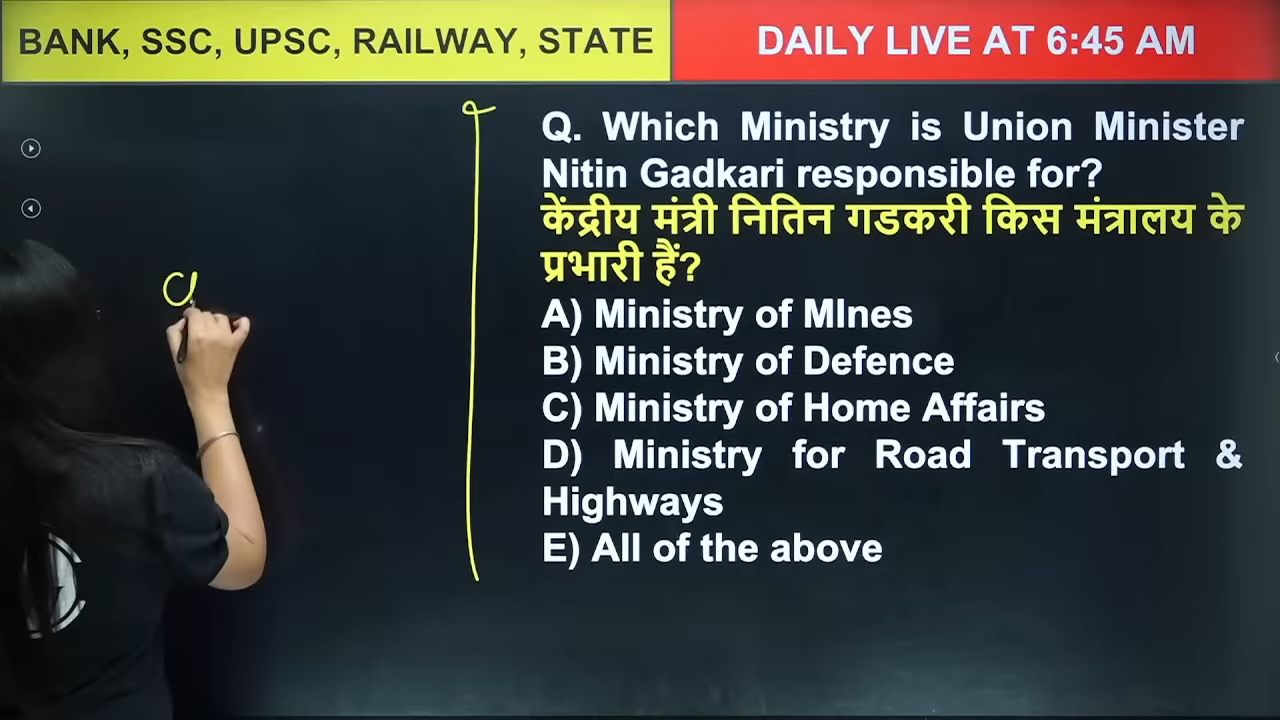 BANK, SSC, UPSC, RAILWAY, STATE
DAILY LIVE AT 6:45 AM
Q. Which Ministry is Union Minister
Nitin Gadkari responsible for?
केंद्रीय मंत्री नितिन गडकरी किस मंत्रालय के
प्रभारी हैं?
A) Ministry of MInes
B) Ministry of Defence
C) Ministry of Home Affairs
D) Ministry for Road Transport &
Highways
E) All of the above